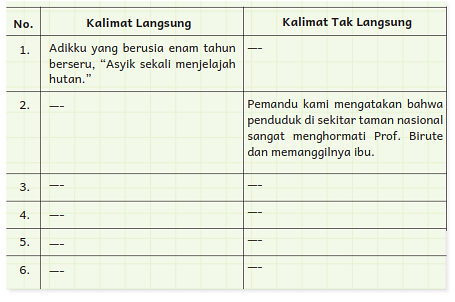 No. Kalimat Langsung Kalimat Tak Langsung
1. Adikku yang berusia enam tahun —-
berseru, “Asyik sekali menjelajah
hutan.”
2. —- Pemandu kami mengatakan bahwa
penduduk di sekitar taman nasional
sangat menghormati Prof. Birute
dan memanggilnya ibu.
3. —- —-
4. —- —-
5. —- —-
6. —- —-